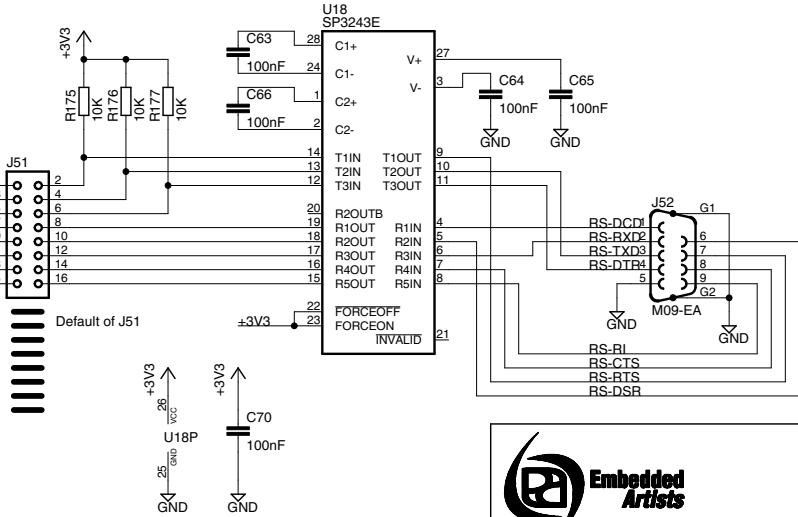 U18
SP3243E
+3V3
R175
10K
R176
10K
R177
10K
C63
100nF
C66
100nF
28
C1+
24
C1-
1
C2+
2
C2-
27
V+
3
V-
C64
100nF
GND
C65
100nF
GND
14
T1IN
T1OUT
9
13
T2IN
T2OUT
10
12
T3IN
T3OUT
11
20
R2OUTB
19
R1OUT
R1IN
4
18
R2OUT
R2IN
5
17
R3OUT
R3IN
6
16
R4OUT
R4IN
7
15
R5OUT
R5IN
8
22
FORCEOFF
23
FORCEON
+3V3
INVALID
21
J51
2
4
6
8
10
12
14
16
Default of J51
J52
G1
RS-DCD
1
RS-RXD
2
6
RS-TXD
3
7
RS-DTR
4
8
5
9
G2
M09-EA
GND
GND
RS-RI
RS-CTS
RS-RTS
RS-DSR
+3V3
26
VCC
U18P
25
GND
GND
+3V3
C70
100nF
GND
Embedded
Artists